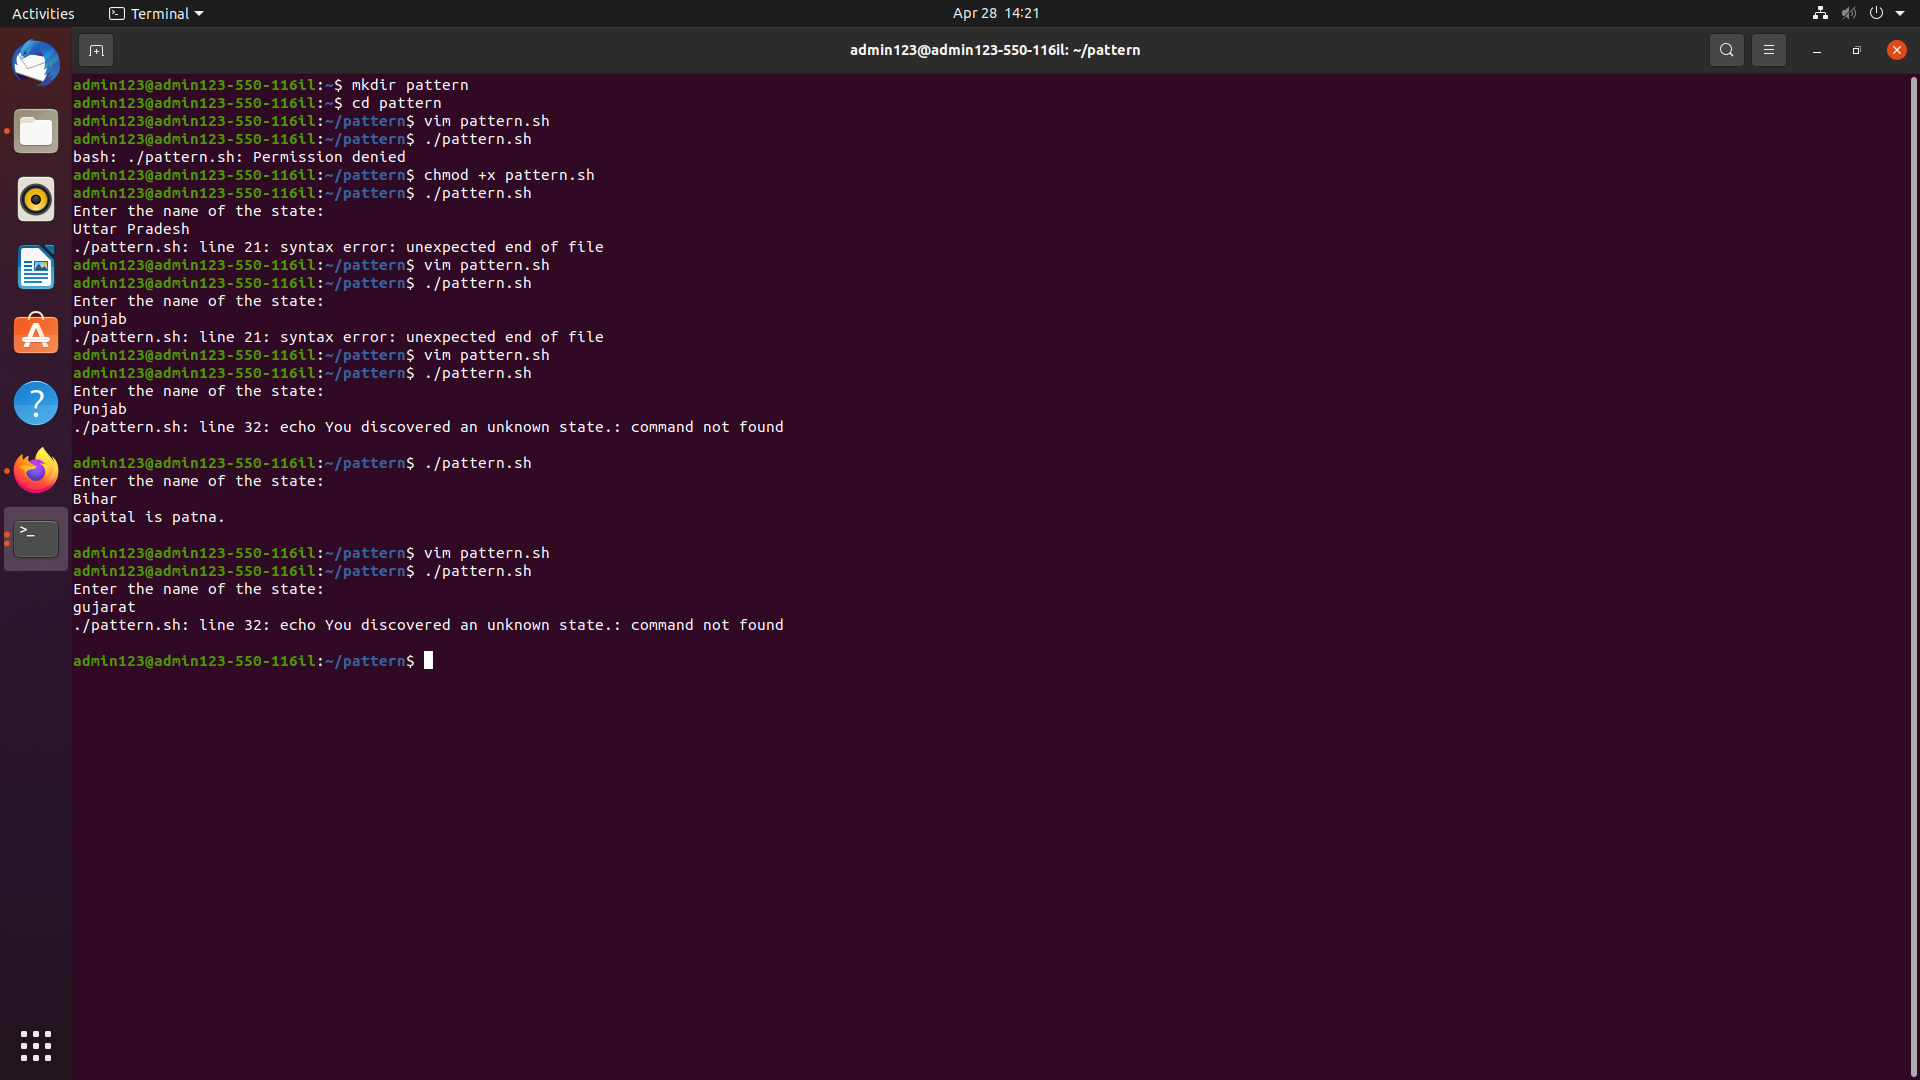 Activities
Terminal
Apr 28 14:21
admin123@admin123-550-116il: ~/pattern
admin123@admin123-550-116il:~$ mkdir pattern
admin123@admin123-550-116il:~$ cd pattern
admin123@admin123-550-116il:~/pattern$ vim pattern.sh
admin123@admin123-550-116il:~/pattern$ ./pattern.sh
bash: ./pattern.sh: Permission denied
admin123@admin123-550-116il:~/pattern$ chmod +x pattern.sh
admin123@admin123-550-116il:~/pattern$ ./pattern.sh
Enter the name of the state:
Uttar Pradesh
./pattern.sh: line 21: syntax error: unexpected end of file
admin123@admin123-550-116il:~/pattern$ vim pattern.sh
admin123@admin123-550-116il:~/pattern$ ./pattern.sh
Enter the name of the state:
punjab
./pattern.sh: line 21: syntax error: unexpected end of file
admin123@admin123-550-116il:~/pattern$ vim pattern.sh
admin123@admin123-550-116il:~/pattern$ ./pattern.sh
Enter the name of the state:
Punjab
./pattern.sh: line 32: echo You discovered an unknown state.: command not found
admin123@admin123-550-116il:~/pattern$ ./pattern.sh
Enter the name of the state:
Bihar
capital is patna.
admin123@admin123-550-116il:~/pattern$ vim pattern.sh
admin123@admin123-550-116il:~/pattern$ ./pattern.sh
Enter the name of the state:
gujarat
./pattern.sh: line 32: echo You discovered an unknown state.: command not found
admin123@admin123-550-116il:~/pattern$